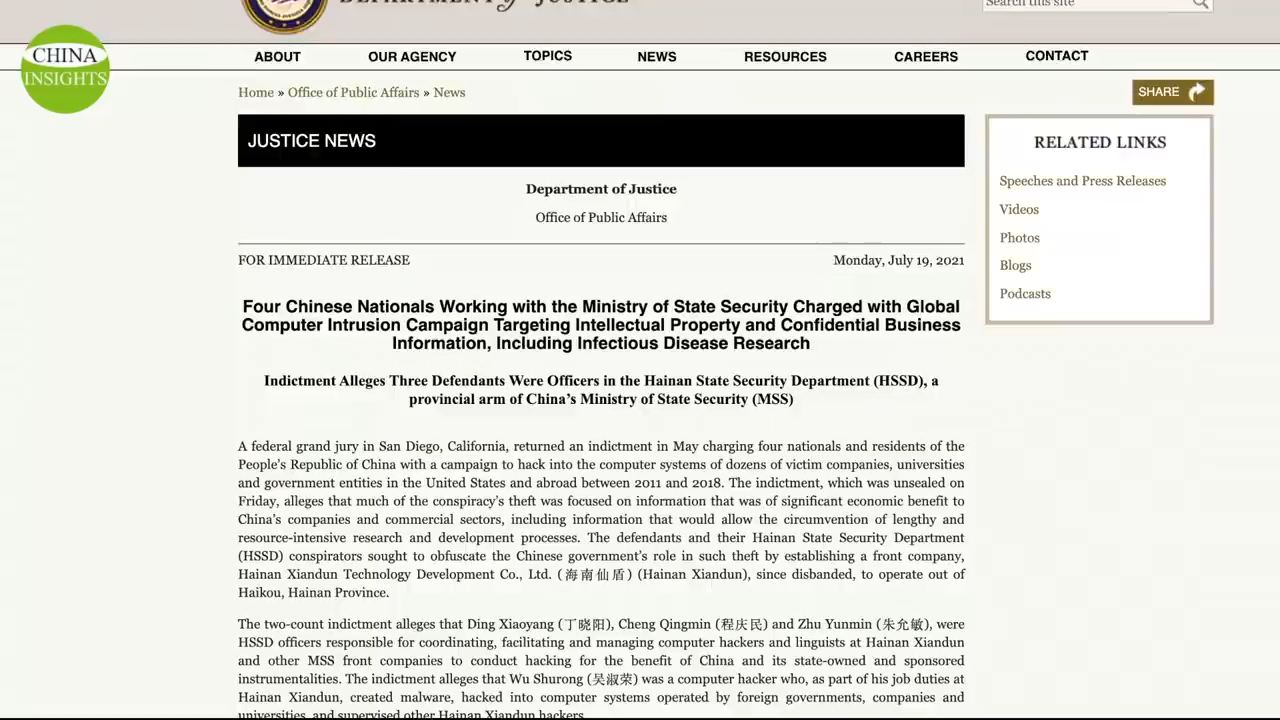 DEPARTMENT of JUSTICE
Search this site
CHINA
INSIGHTS
ABOUT OUR AGENCY TOPICS NEWS RESOURCES CAREERS CONTACT
Home » Office of Public Affairs » News
SHARE
JUSTICE NEWS
Department of Justice
Office of Public Affairs
FOR IMMEDIATE RELEASE Monday, July 19, 2021
Four Chinese Nationals Working with the Ministry of State Security Charged with Global
Computer Intrusion Campaign Targeting Intellectual Property and Confidential Business
Information, Including Infectious Disease Research
Indictment Alleges Three Defendants Were Officers in the Hainan State Security Department (HSSD), a
provincial arm of China’s Ministry of State Security (MSS)
A federal grand jury in San Diego, California, returned an indictment in May charging four nationals and residents of the
People’s Republic of China with a campaign to hack into the computer systems of dozens of victim companies, universities
and government entities in the United States and abroad between 2011 and 2018. The indictment, which was unsealed on
Friday, alleges that much of the conspiracy’s theft was focused on information that was of significant economic benefit to
China’s companies and commercial sectors, including information that would allow the circumvention of lengthy and
resource-intensive research and development processes. The defendants and their Hainan State Security Department
(HSSD) conspirators sought to obfuscate the Chinese government’s role in such theft by establishing a front company,
Hainan Xiandun Technology Development Co., Ltd. (海南仙盾) (Hainan Xiandun), since disbanded, to operate out of
Haikou, Hainan Province.
The two-count indictment alleges that Ding Xiaoyang (丁晓阳), Cheng Qingmin (程庆民) and Zhu Yunmin (朱允敏), were
HSSD officers responsible for coordinating, facilitating and managing computer hackers and linguists at Hainan Xiandun
and other MSS front companies to conduct hacking for the benefit of China and its state-owned and sponsored
instrumentalities. The indictment alleges that Wu Shurong (吴淑荣) was a computer hacker who, as part of his job duties at
Hainan Xiandun, created malware, hacked into computer systems operated by foreign governments, companies and
universities, and supervised other Hainan Xiandun hackers.
RELATED LINKS
Speeches and Press Releases
Videos
Photos
Blogs
Podcasts